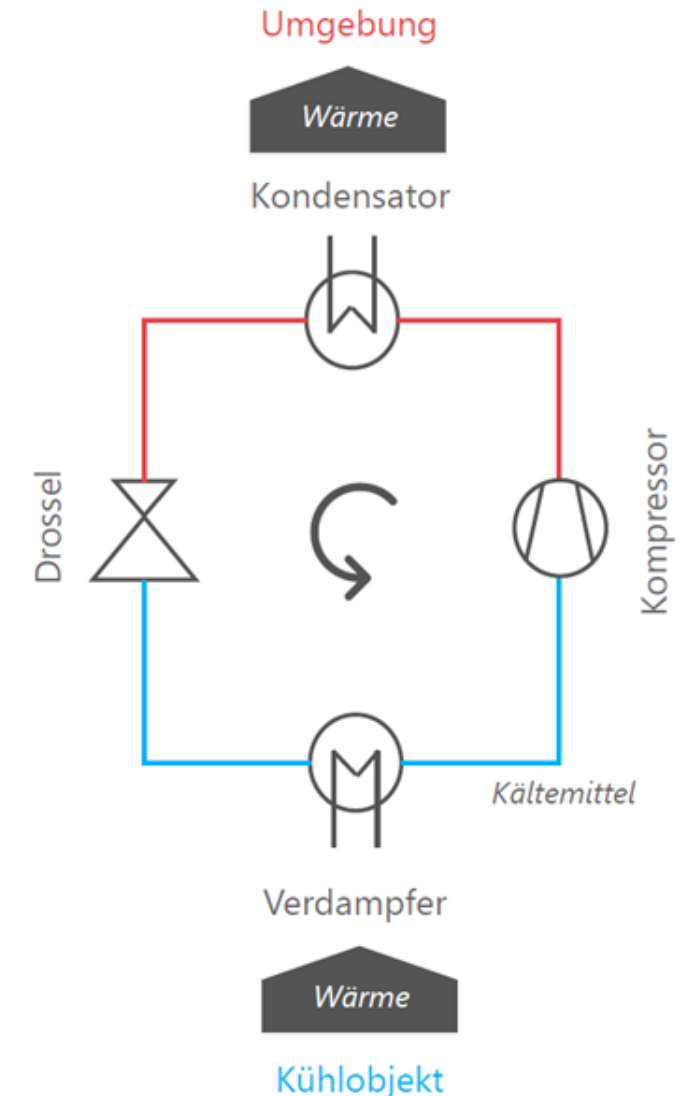 Umgebung
Wärme
Kondensator
Drossel
Kompressor
Kältemittel
Verdampfer
Wärme
Kühlobjekt